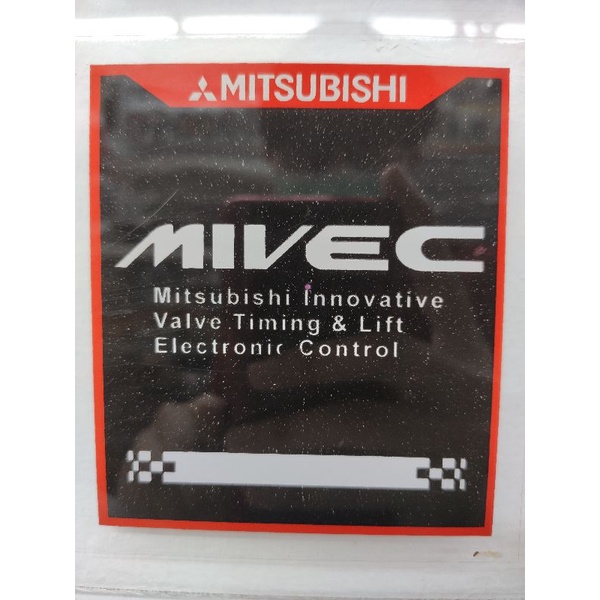 MITSUBISHI
MIVEC
Mitsubishi Innovative
Valve Timing & Lift
Electronic Control